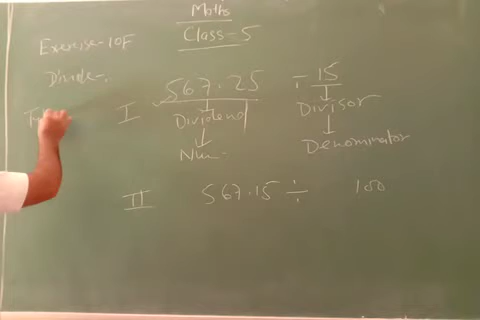 Maths
Class-5
Exercise-10F
Divide-
I 567.25 ÷ 15
Dividend Divisor
Num- Denominator
II 567.15 ÷ 100